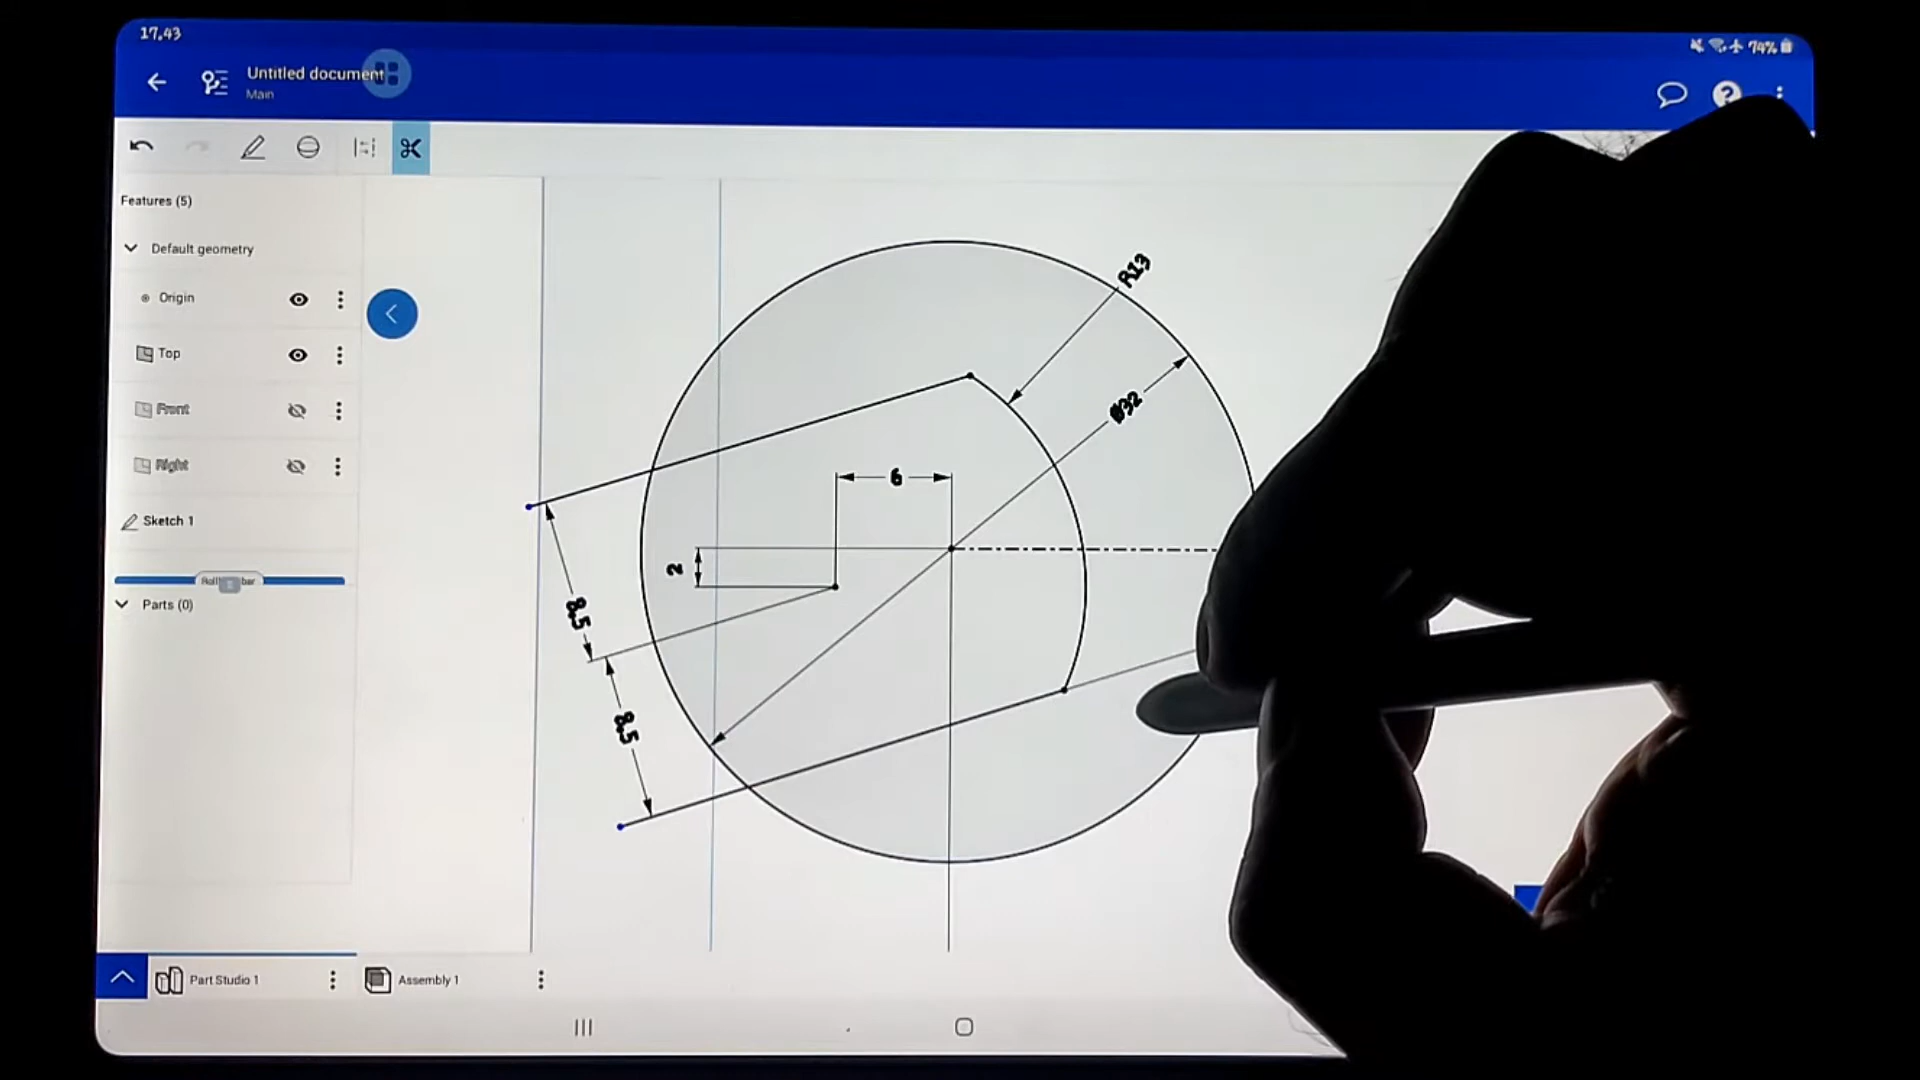 17.43
74%
Untitled document
Main
Features (5)
Default geometry
Origin
Top
Front
Right
Sketch 1
Parts (0)
R13
Ø32
6
2
8.5
8.5
Part Studio 1
Assembly 1